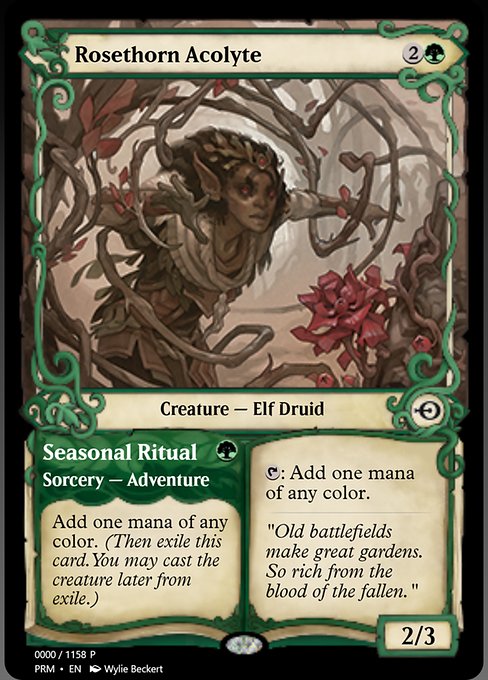 Rosethorn Acolyte 2
Creature — Elf Druid
Seasonal Ritual
Sorcery — Adventure
Add one mana of any
color. (Then exile this
card. You may cast the
creature later from
exile.)
: Add one mana
of any color.
"Old battlefields
make great gardens.
So rich from the
blood of the fallen."
2/3
0000 / 1158 P
PRM • EN Wylie Beckert